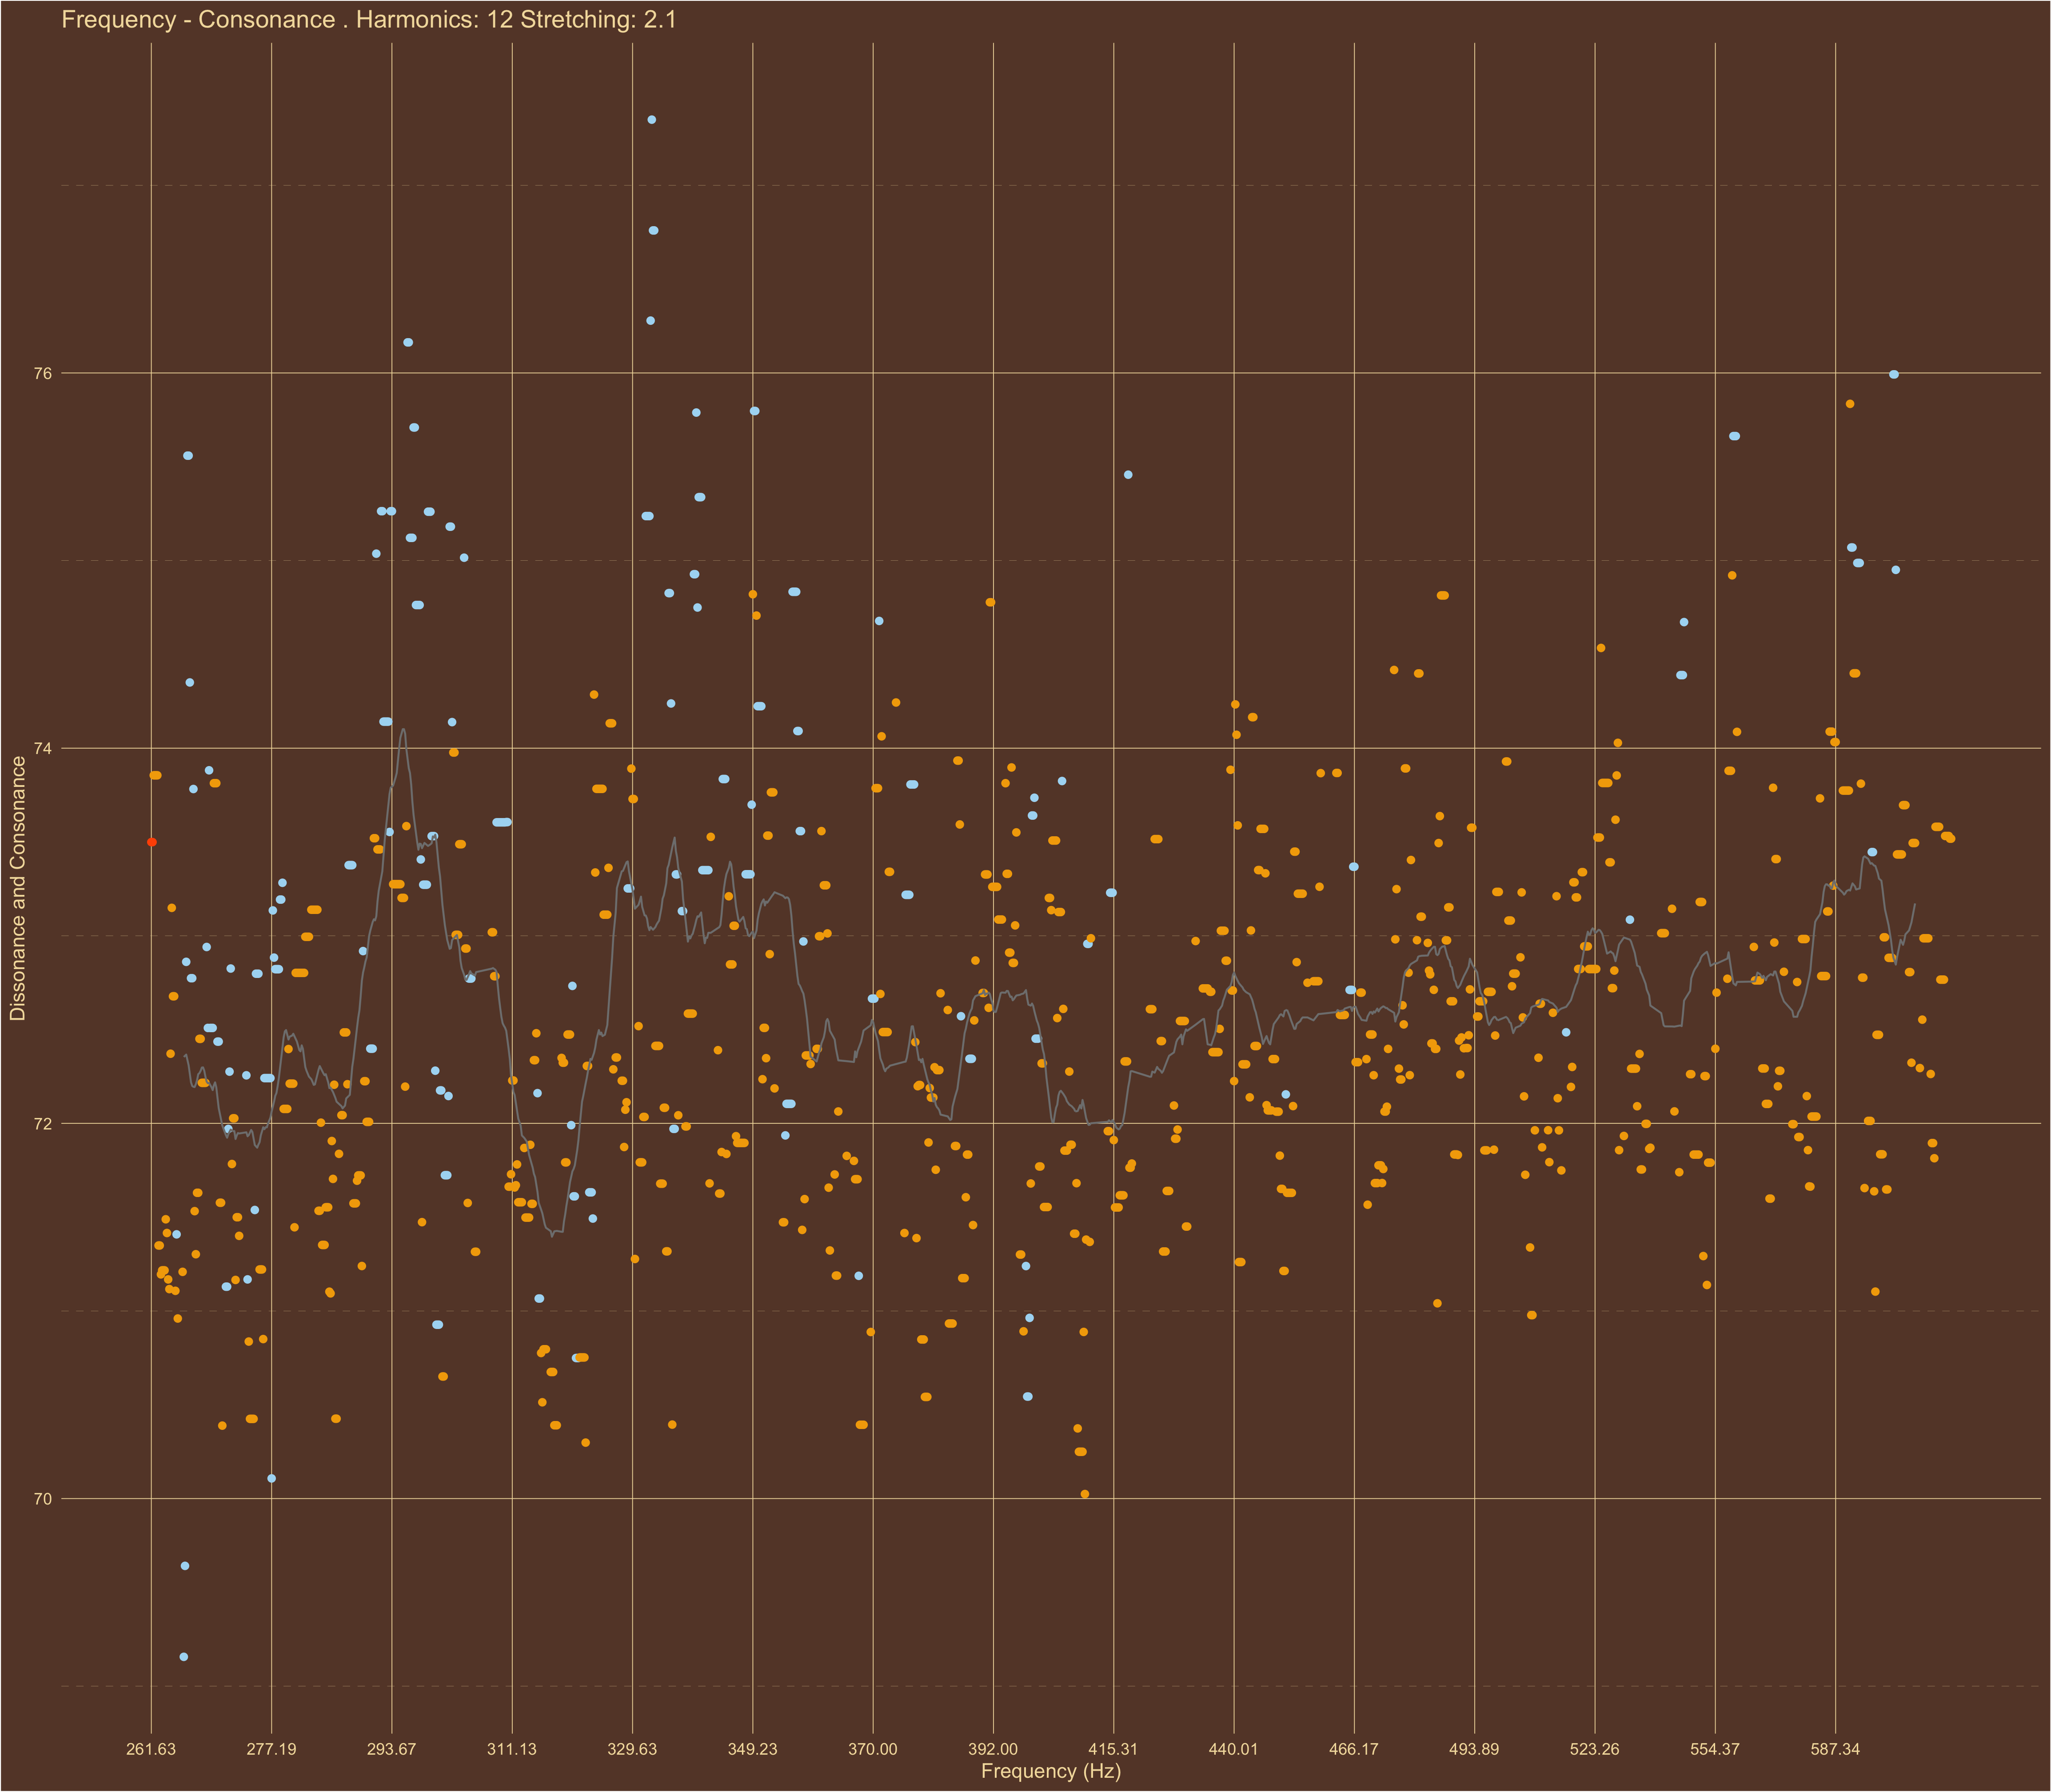 Frequency - Consonance . Harmonics: 12 Stretching: 2.1
76
74
72
70
Dissonance and Consonance
261.63 277.19 293.67 311.13 329.63 349.23 370.00 392.00 415.31 440.01 466.17 493.89 523.26 554.37 587.34
Frequency (Hz)